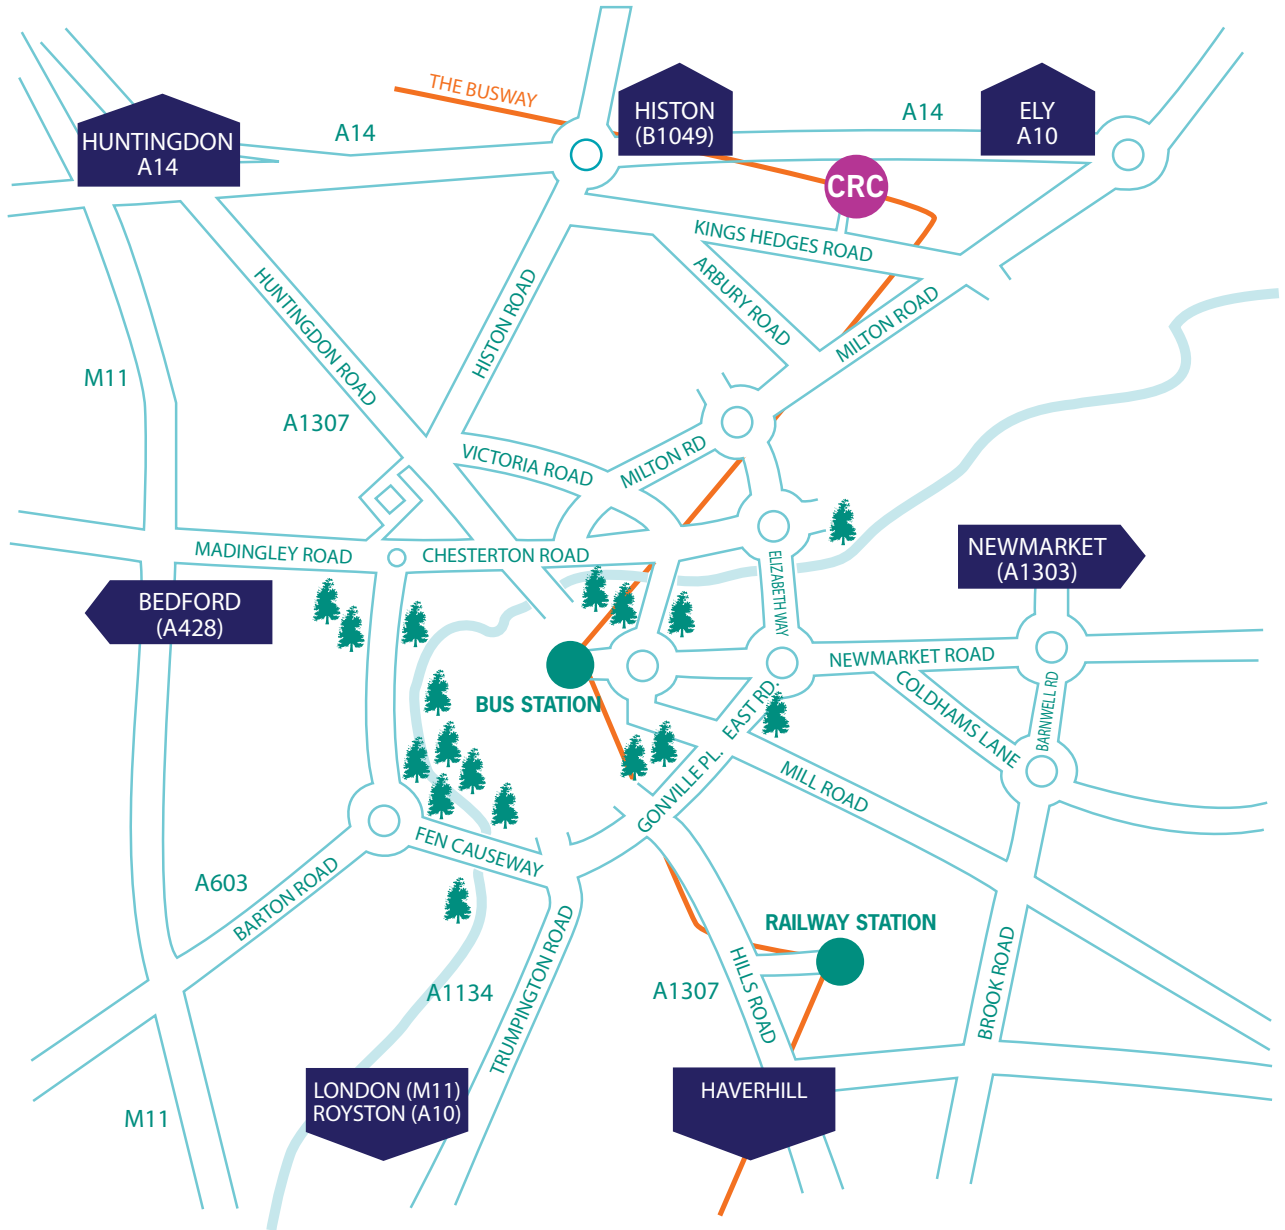 THE BUSWAY
HISTON
(B1049)
A14
ELY
A10
HUNTINGDON
A14
A14
CRC
KINGS HEDGES ROAD
ARBURY ROAD
MILTON ROAD
HUNTINGDON ROAD
HISTON ROAD
M11
A1307
VICTORIA ROAD
MILTON RD
MADINGLEY ROAD
CHESTERTON ROAD
ELIZABETH WAY
NEWMARKET
(A1303)
BEDFORD
(A428)
NEWMARKET ROAD
BUS STATION
EAST RD.
COLDHAMS LANE
BARNWELL RD
GONVILLE PL.
MILL ROAD
FEN CAUSEWAY
A603
BARTON ROAD
RAILWAY STATION
TRUMPINGTON ROAD
A1134
A1307
HILLS ROAD
BROOK ROAD
M11
LONDON (M11)
ROYSTON (A10)
HAVERHILL